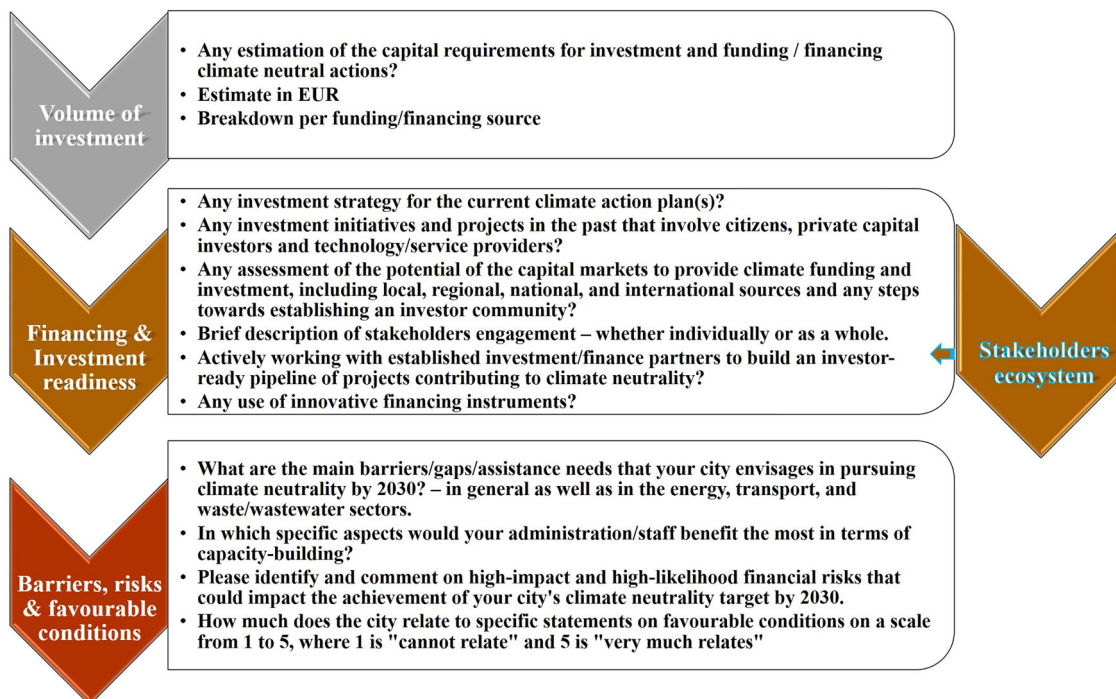 Volume of
investment
• Any estimation of the capital requirements for investment and funding / financing
climate neutral actions?
• Estimate in EUR
• Breakdown per funding/financing source
Financing &
Investment
readiness
• Any investment strategy for the current climate action plan(s)?
• Any investment initiatives and projects in the past that involve citizens, private capital
investors and technology/service providers?
• Any assessment of the potential of the capital markets to provide climate funding and
investment, including local, regional, national, and international sources and any steps
towards establishing an investor community?
• Brief description of stakeholders engagement – whether individually or as a whole.
• Actively working with established investment/finance partners to build an investor-
ready pipeline of projects contributing to climate neutrality?
• Any use of innovative financing instruments?
Stakeholders
ecosystem
Barriers, risks
& favourable
conditions
• What are the main barriers/gaps/assistance needs that your city envisages in pursuing
climate neutrality by 2030? – in general as well as in the energy, transport, and
waste/wastewater sectors.
• In which specific aspects would your administration/staff benefit the most in terms of
capacity-building?
• Please identify and comment on high-impact and high-likelihood financial risks that
could impact the achievement of your city's climate neutrality target by 2030.
• How much does the city relate to specific statements on favourable conditions on a scale
from 1 to 5, where 1 is "cannot relate" and 5 is "very much relates"